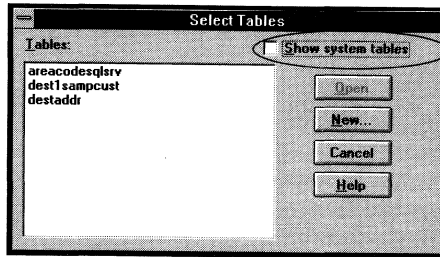 Select Tables
Tables:
Show system tables
areacodesqlsrv
dest1sampcust
destaddr
Open
New...
Cancel
Help